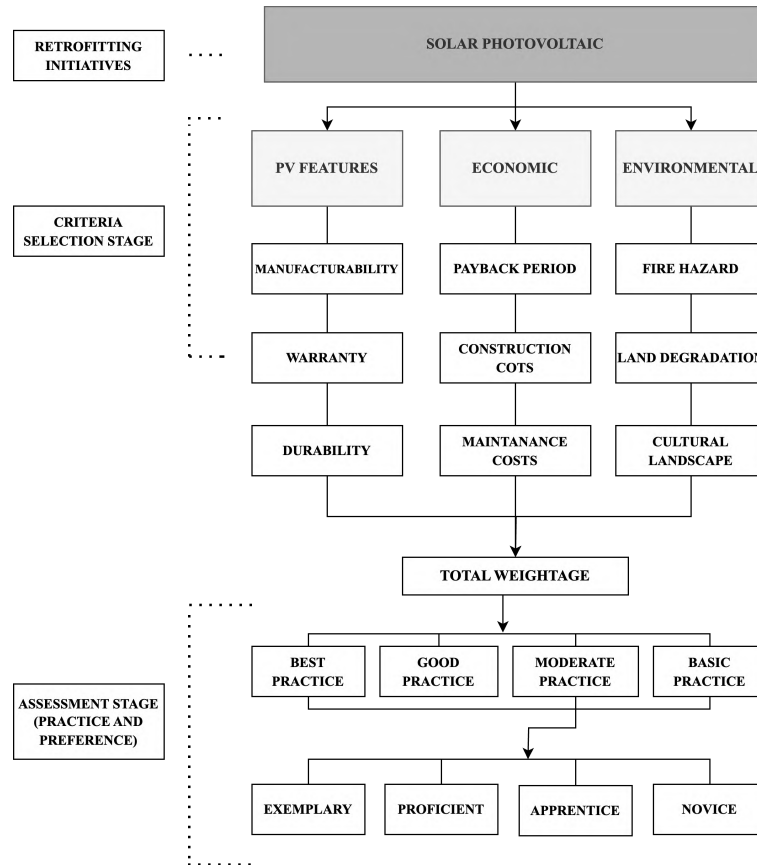 RETROFITTING
INITIATIVES
SOLAR PHOTOVOLTAIC
CRITERIA
SELECTION STAGE
PV FEATURES
ECONOMIC
ENVIRONMENTAL
MANUFACTURABILITY
PAYBACK PERIOD
FIRE HAZARD
WARRANTY
CONSTRUCTION
COTS
LAND DEGRADATION
DURABILITY
MAINTANANCE
COSTS
CULTURAL
LANDSCAPE
TOTAL WEIGHTAGE
ASSESSMENT STAGE
(PRACTICE AND
PREFERENCE)
BEST
PRACTICE
GOOD
PRACTICE
MODERATE
PRACTICE
BASIC
PRACTICE
EXEMPLARY
PROFICIENT
APPRENTICE
NOVICE